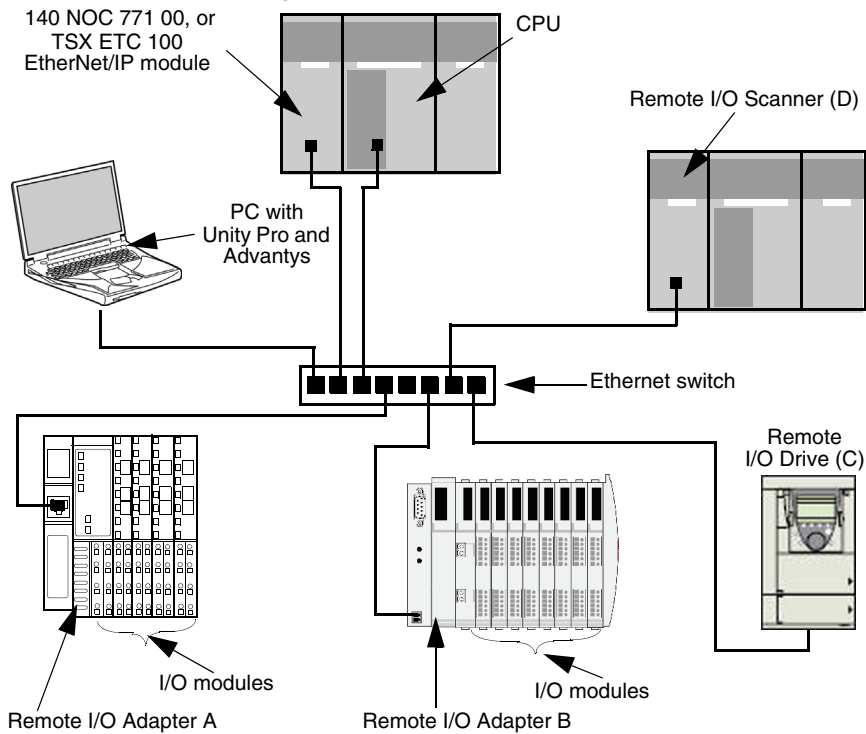 140 NOC 771 00, or
TSX ETC 100
EtherNet/IP module
CPU
Remote I/O Scanner (D)
PC with
Unity Pro and
Advantys
Ethernet switch
Remote
I/O Drive (C)
I/O modules
I/O modules
Remote I/O Adapter A
Remote I/O Adapter B